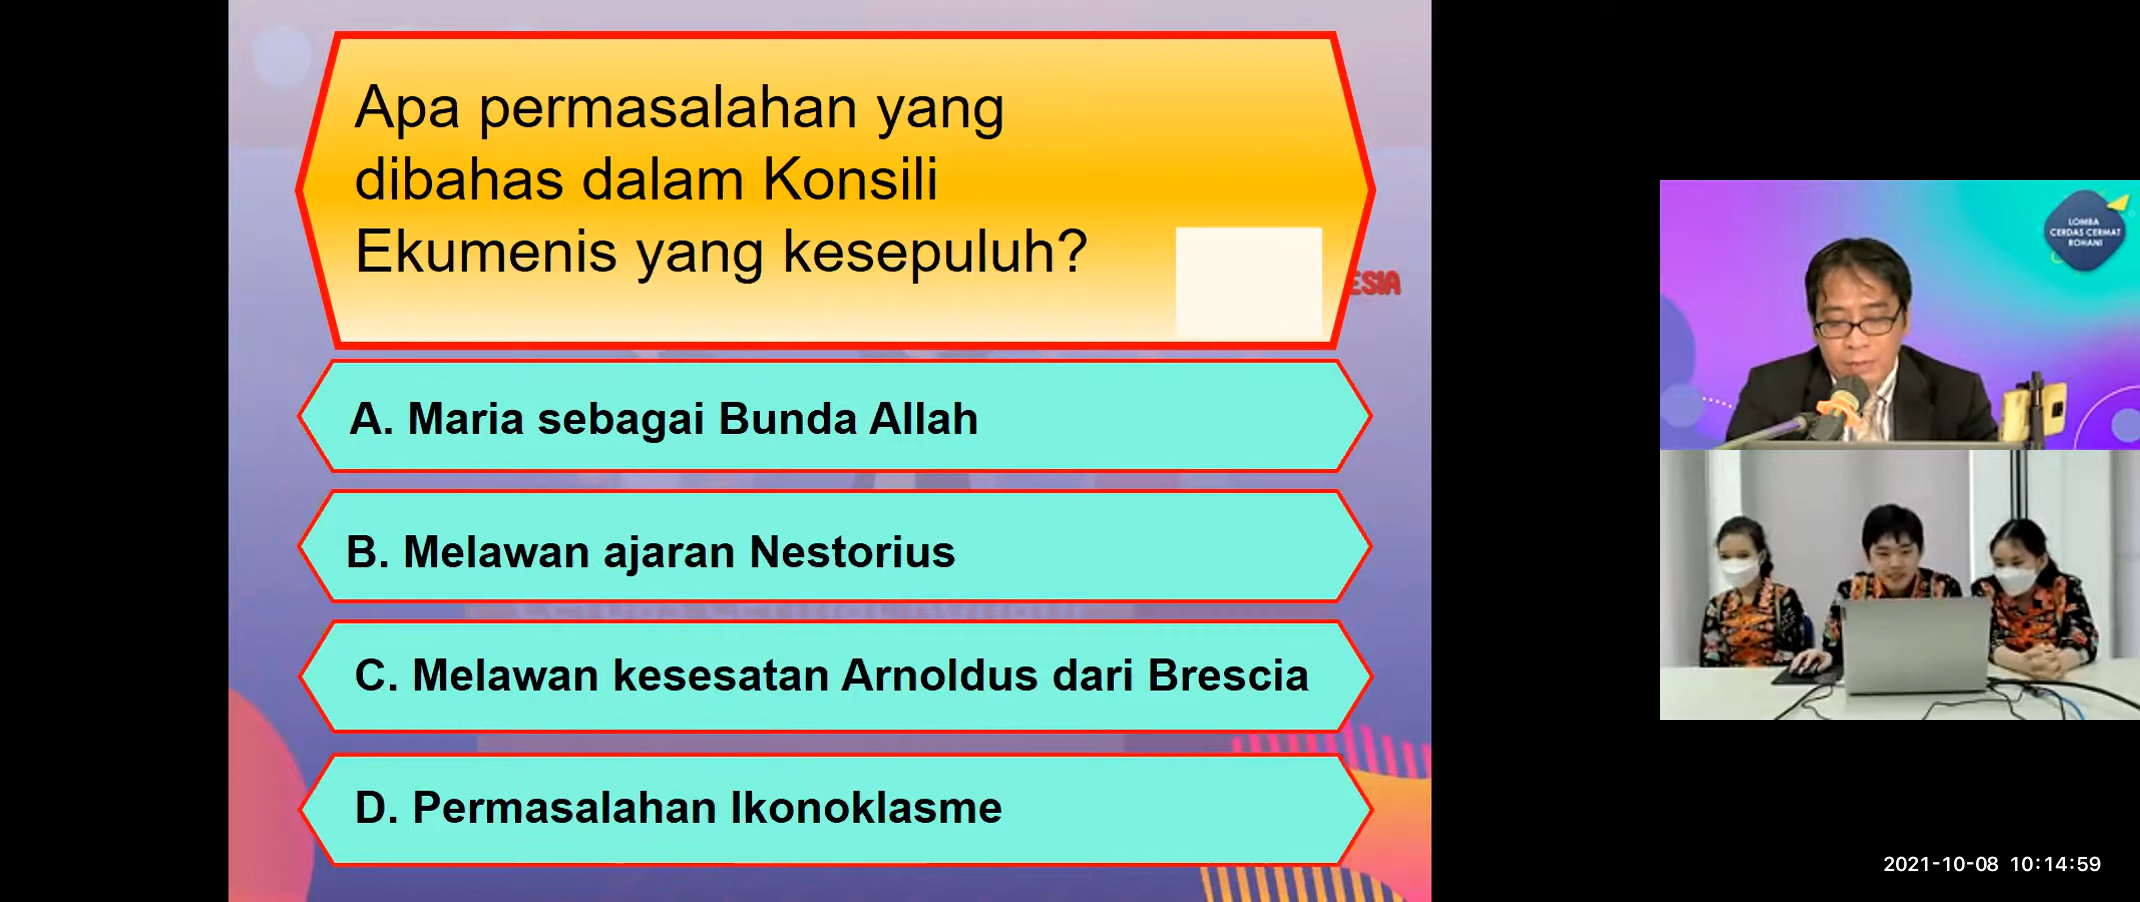 Apa permasalahan yang
dibahas dalam Konsili
Ekumenis yang kesepuluh?
ESIA
A. Maria sebagai Bunda Allah
B. Melawan ajaran Nestorius
C. Melawan kesesatan Arnoldus dari Brescia
D. Permasalahan Ikonoklasme
LOMBA
CERDAS CERMAT
ROHANI
2021-10-08 10:14:59